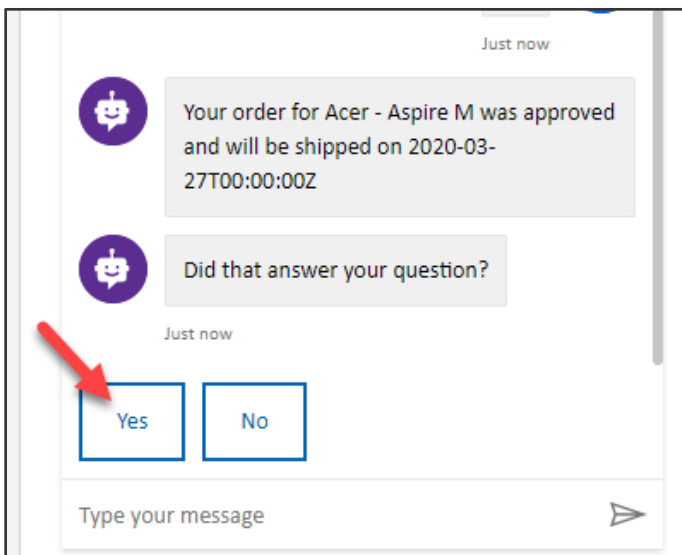 Just now
Your order for Acer - Aspire M was approved
and will be shipped on 2020-03-
27T00:00:00Z
Did that answer your question?
Just now
Yes
No
Type your message